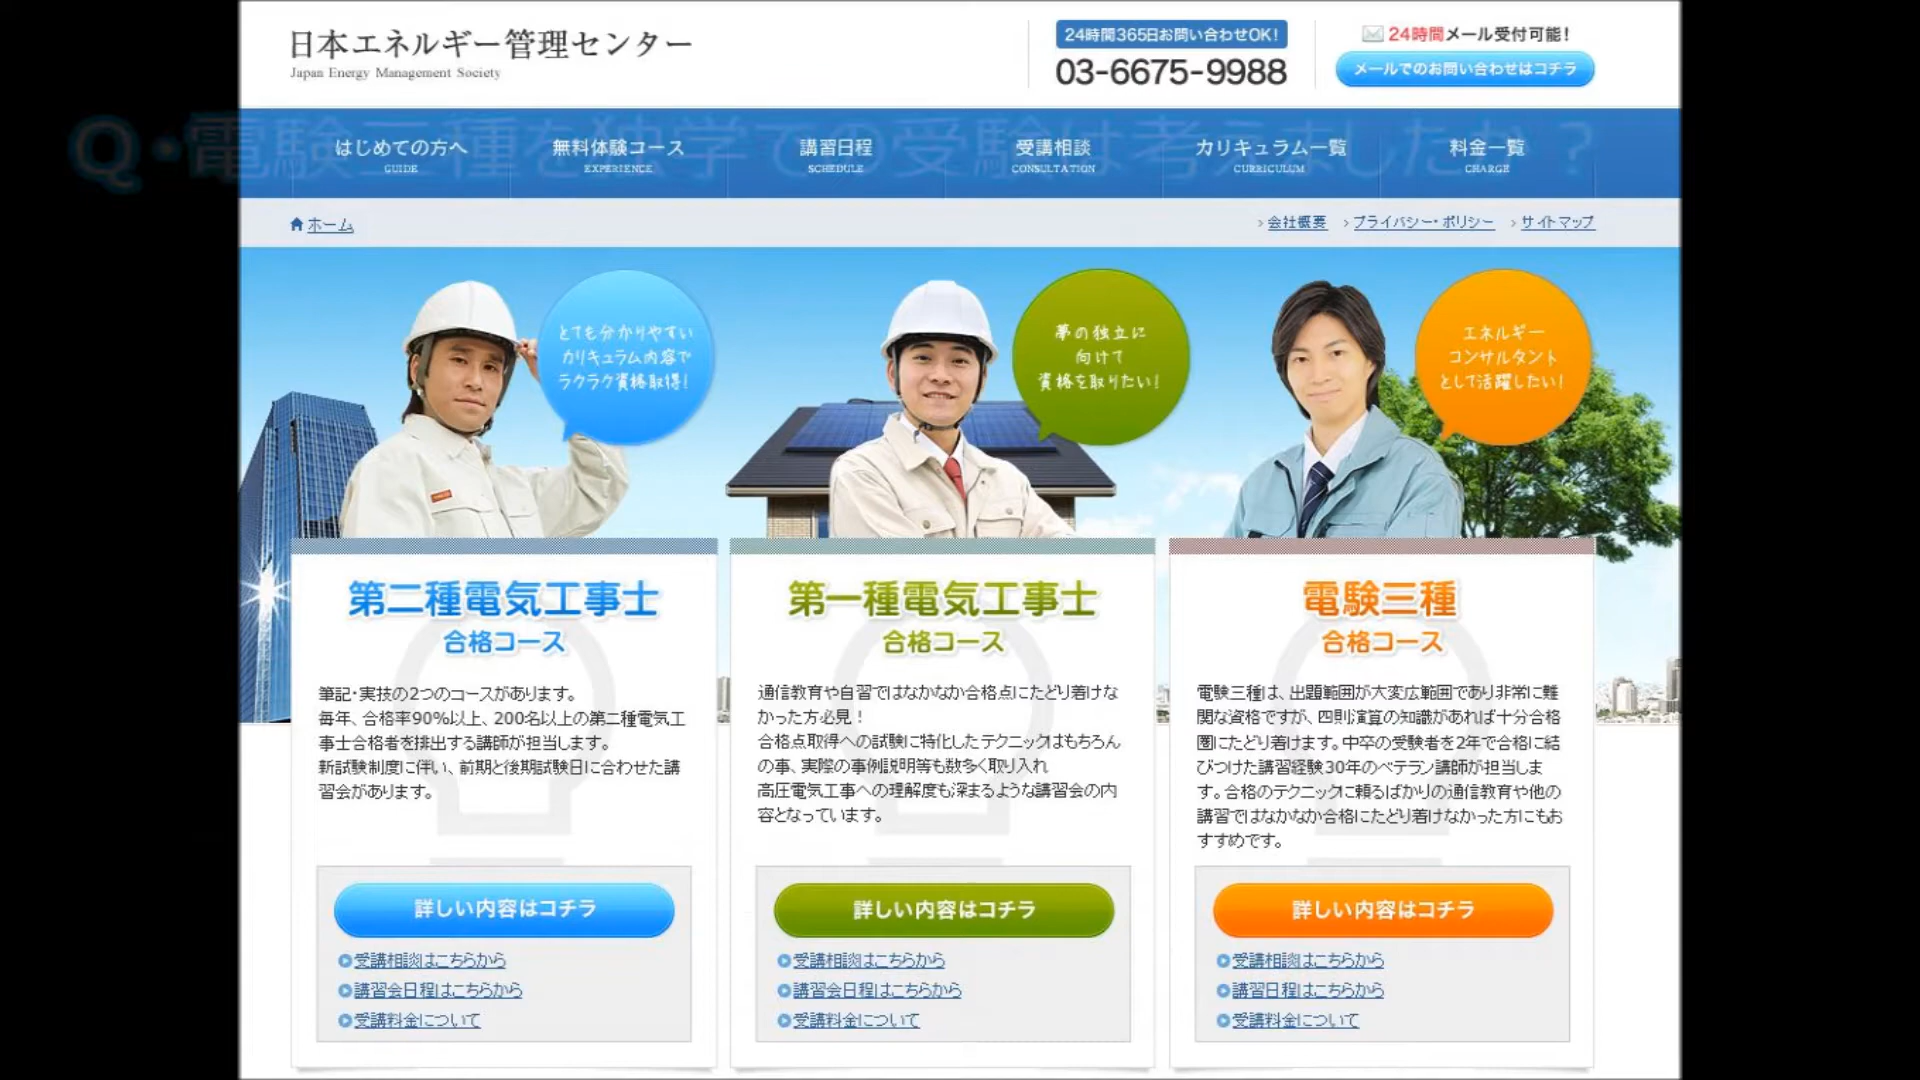 日本エネルギー管理センター
Japan Energy Management Society
24時間365日お問い合わせOK!
03-6675-9988
24時間メール受付可能!
メールでのお問い合わせはコチラ
Q・電験三種を独学での受験は考えましたか？
はじめての方へ
GUIDE
無料体験コース
EXPERIENCE
講習日程
SCHEDULE
受講相談
CONSULTATION
カリキュラム一覧
CURRICULUM
料金一覧
CHARGE
ホーム
会社概要
プライバシー・ポリシー
サイトマップ
とても分かりやすい
カリキュラム内容で
ラクラク資格取得!
夢の独立に
向けて
資格を取りたい!
エネルギー
コンサルタント
として活躍したい!
第二種電気工事士
合格コース
筆記・実技の2つのコースがあります。
毎年、合格率90%以上、200名以上の第二種電気工
事士合格者を排出する講師が担当します。
新試験制度に伴い、前期と後期試験日に合わせた講
習会があります。
詳しい内容はコチラ
受講相談はこちらから
講習会日程はこちらから
受講料金について
第一種電気工事士
合格コース
通信教育や自習ではなかなか合格点にたどり着けな
かった方必見！
合格点取得への試験に特化したテクニックはもちろん
の事、実際の事例説明等も数多く取り入れ
高圧電気工事への理解度も深まるような講習会の内
容となっています。
詳しい内容はコチラ
受講相談はこちらから
講習会日程はこちらから
受講料金について
電験三種
合格コース
電験三種は、出題範囲が大変広範囲であり非常に難
関な資格ですが、四則演算の知識があれば十分合格
圏にたどり着けます。中卒の受験者を2年で合格に結
びつけた講習経験30年のベテラン講師が担当しま
す。合格のテクニックに頼るばかりの通信教育や他の
講習ではなかなか合格にたどり着けなかった方にもお
すすめです。
詳しい内容はコチラ
受講相談はこちらから
講習日程はこちらから
受講料金について